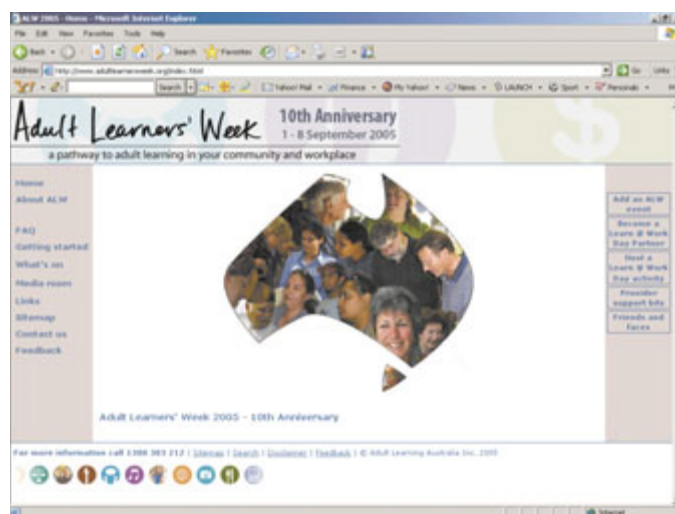 ALW 2005 - Home - Microsoft Internet Explorer
File Edit View Favorites Tools Help
Back Search Favorites
Address http://www.adultlearnersweek.org/index.html Go Links
Search Yahoo! Mail Finance My Yahoo! News LAUNCH Sports Personals
Adult Learners' Week
10th Anniversary
1 - 8 September 2005
a pathway to adult learning in your community and workplace
Home
About ALW
FAQ
Getting started
What's on
Media room
Links
Sitemap
Contact us
Feedback
Add an ALW
event
Become a
Learn @ Work
Day Partner
Host a
Learn @ Work
Day activity
Provider
support kits
Friends and
faces
Adult Learners' Week 2005 - 10th Anniversary
For more information call 1300 303 212 | Sitemap | Search | Disclaimer | Feedback | © Adult Learning Australia Inc. 2005
Internet